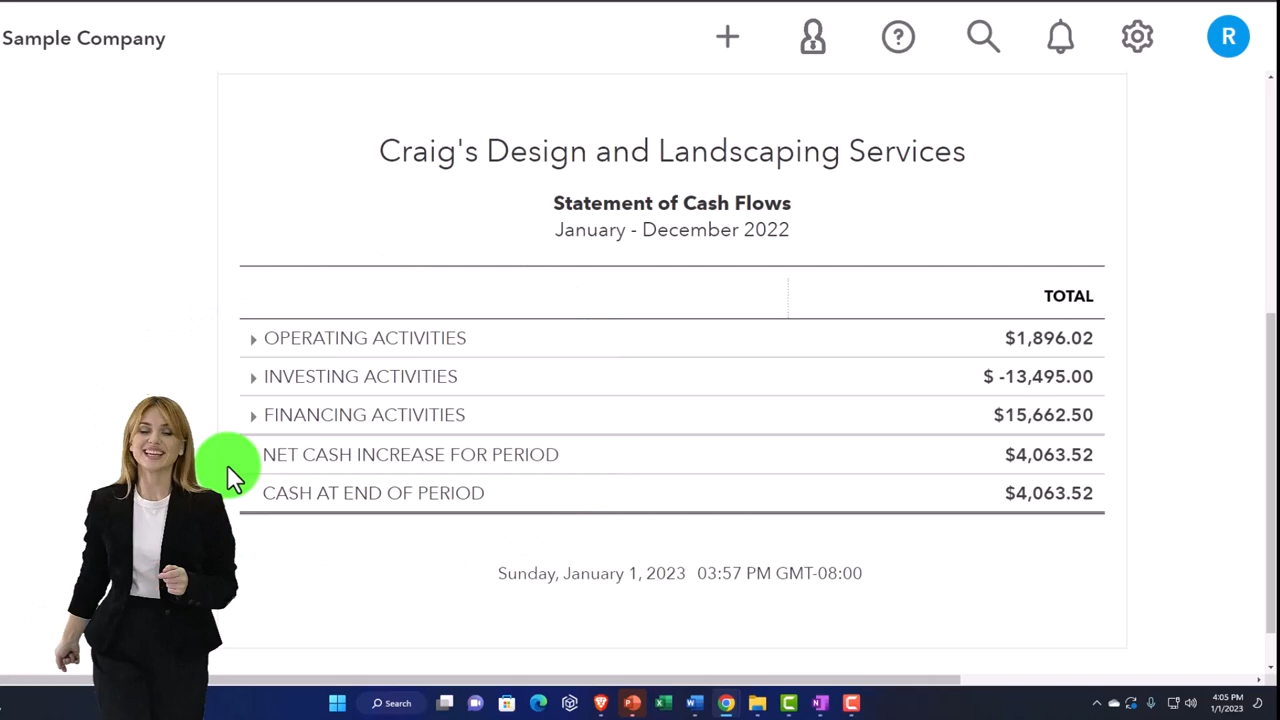 Sample Company
R
Craig's Design and Landscaping Services
Statement of Cash Flows
January - December 2022
TOTAL
OPERATING ACTIVITIES $1,896.02
INVESTING ACTIVITIES $ -13,495.00
FINANCING ACTIVITIES $15,662.50
NET CASH INCREASE FOR PERIOD $4,063.52
CASH AT END OF PERIOD $4,063.52
Sunday, January 1, 2023 03:57 PM GMT-08:00
Search
4:05 PM
1/1/2023